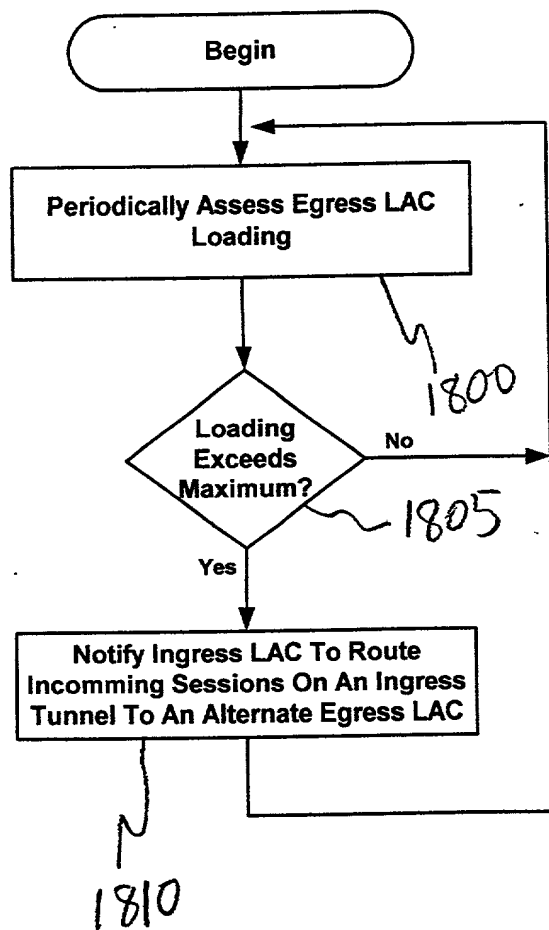 Begin
Periodically Assess Egress LAC
Loading
1800
Loading
Exceeds
Maximum?
No
1805
Yes
Notify Ingress LAC To Route
Incomming Sessions On An Ingress
Tunnel To An Alternate Egress LAC
1810